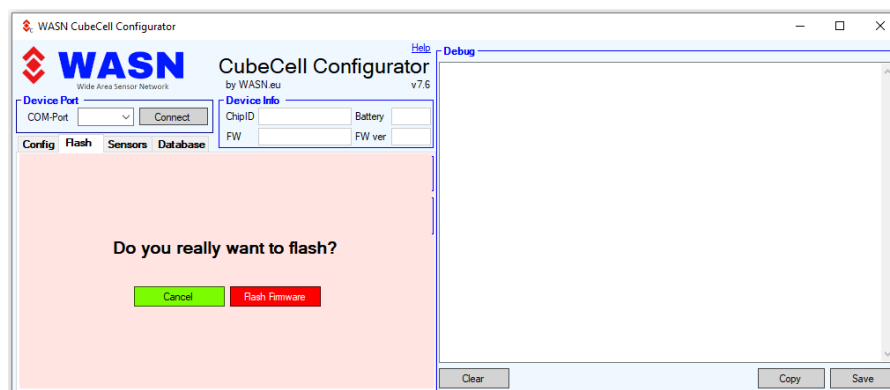 WASN CubeCell Configurator
WASN
Wide Area Sensor Network
Help
CubeCell Configurator
by WASN.eu
v7.6
Device Port
COM-Port
Connect
Device Info
ChipID
Battery
FW
FW ver
Config
Flash
Sensors
Database
Do you really want to flash?
Cancel
Flash Firmware
Debug
Clear
Copy
Save